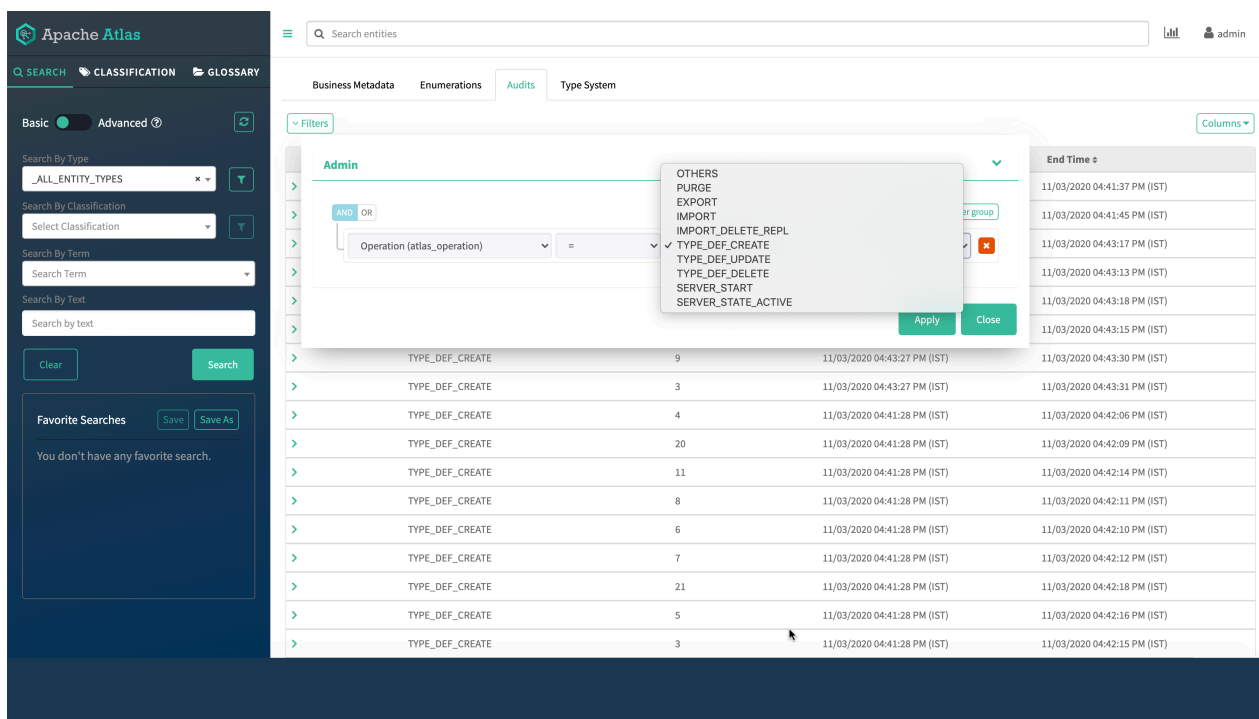 Apache Atlas
Search entities
admin
SEARCH CLASSIFICATION GLOSSARY
Business Metadata Enumerations Audits Type System
Basic Advanced
Filters
Columns
Search By Type
_ALL_ENTITY_TYPES
Search By Classification
Select Classification
Search By Term
Search Term
Search By Text
Search by text
Clear Search
Favorite Searches Save Save As
You don't have any favorite search.
Admin
AND OR
er group
Operation (atlas_operation) =
OTHERS
PURGE
EXPORT
IMPORT
IMPORT_DELETE_REPL
✓ TYPE_DEF_CREATE
TYPE_DEF_UPDATE
TYPE_DEF_DELETE
SERVER_START
SERVER_STATE_ACTIVE
Apply Close
End Time
11/03/2020 04:41:37 PM (IST)
11/03/2020 04:41:45 PM (IST)
11/03/2020 04:43:17 PM (IST)
11/03/2020 04:43:13 PM (IST)
11/03/2020 04:43:18 PM (IST)
11/03/2020 04:43:15 PM (IST)
TYPE_DEF_CREATE 9 11/03/2020 04:43:27 PM (IST) 11/03/2020 04:43:30 PM (IST)
TYPE_DEF_CREATE 3 11/03/2020 04:43:27 PM (IST) 11/03/2020 04:43:31 PM (IST)
TYPE_DEF_CREATE 4 11/03/2020 04:41:28 PM (IST) 11/03/2020 04:42:06 PM (IST)
TYPE_DEF_CREATE 20 11/03/2020 04:41:28 PM (IST) 11/03/2020 04:42:09 PM (IST)
TYPE_DEF_CREATE 11 11/03/2020 04:41:28 PM (IST) 11/03/2020 04:42:14 PM (IST)
TYPE_DEF_CREATE 8 11/03/2020 04:41:28 PM (IST) 11/03/2020 04:42:11 PM (IST)
TYPE_DEF_CREATE 6 11/03/2020 04:41:28 PM (IST) 11/03/2020 04:42:10 PM (IST)
TYPE_DEF_CREATE 7 11/03/2020 04:41:28 PM (IST) 11/03/2020 04:42:12 PM (IST)
TYPE_DEF_CREATE 21 11/03/2020 04:41:28 PM (IST) 11/03/2020 04:42:18 PM (IST)
TYPE_DEF_CREATE 5 11/03/2020 04:41:28 PM (IST) 11/03/2020 04:42:16 PM (IST)
TYPE_DEF_CREATE 3 11/03/2020 04:41:28 PM (IST) 11/03/2020 04:42:15 PM (IST)